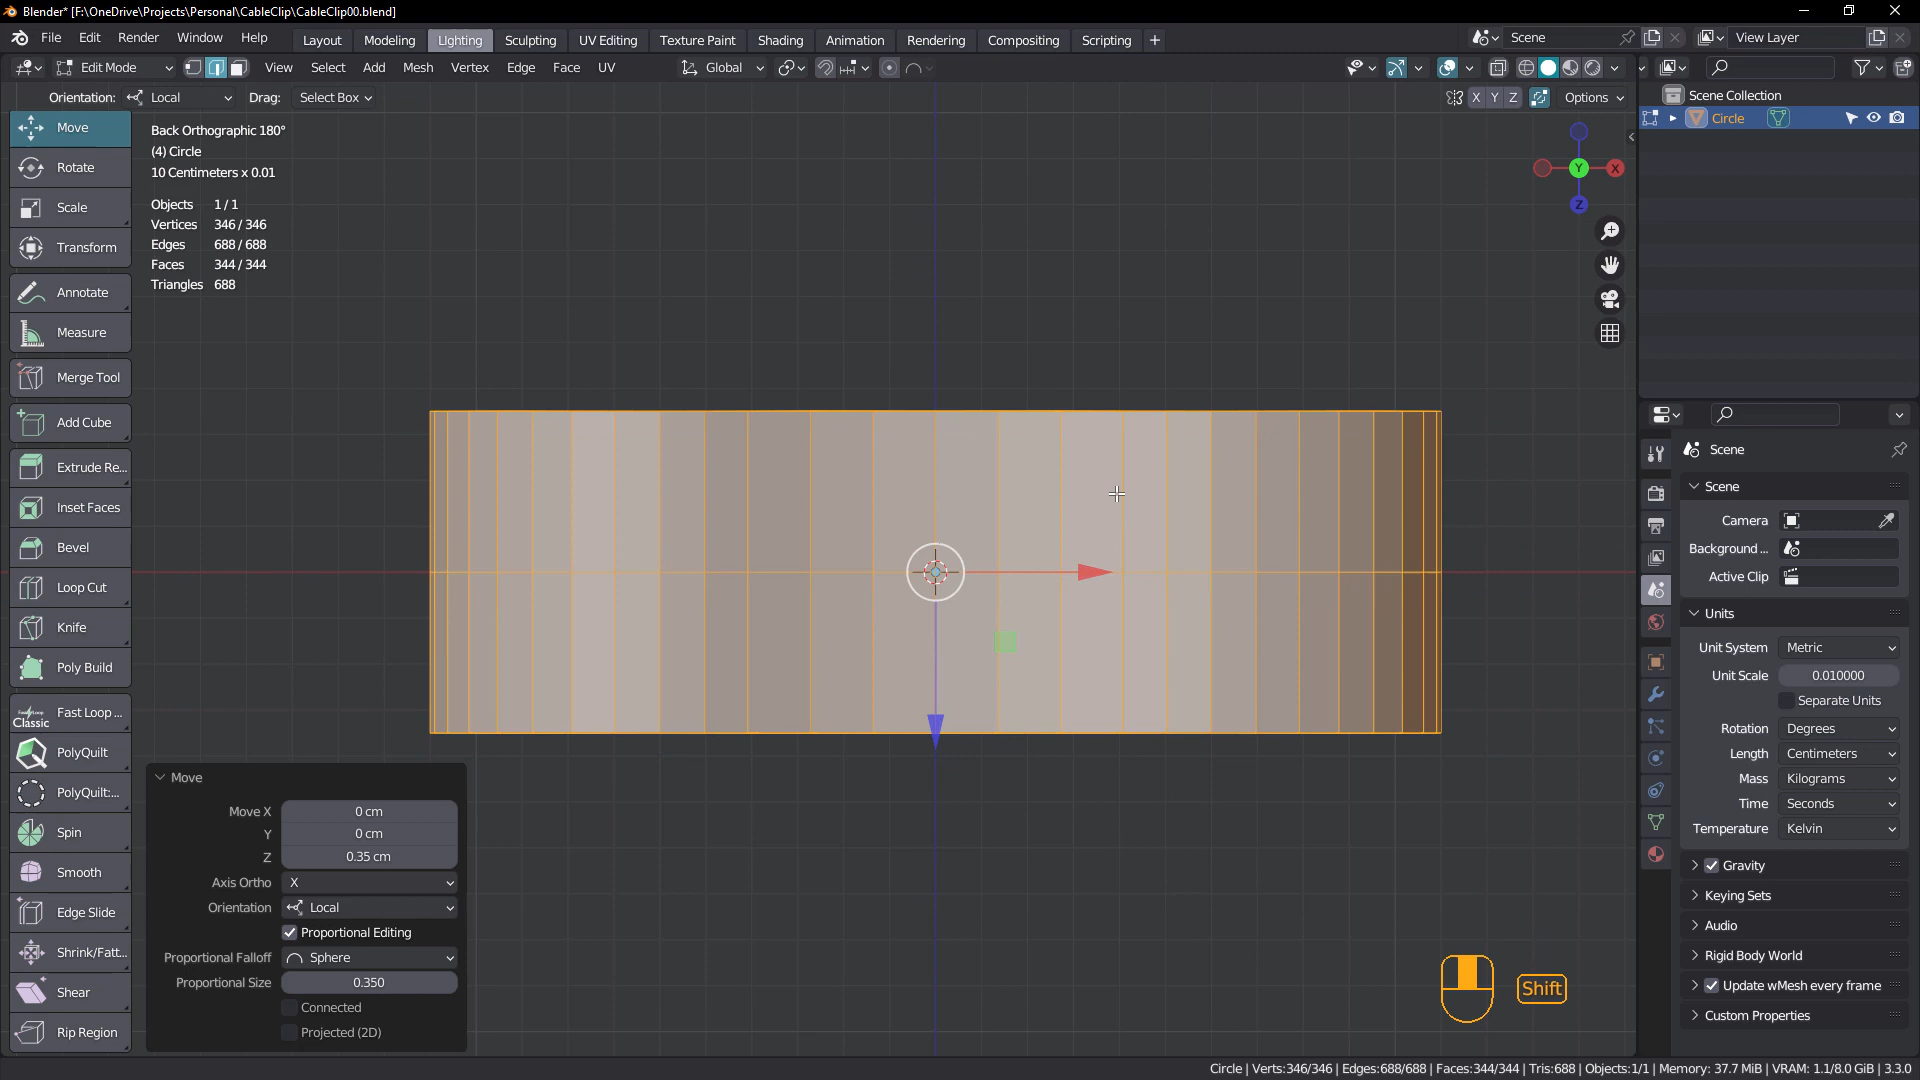 Blender* [F:\OneDrive\Projects\Personal\CableClip\CableClip00.blend]
File Edit Render Window Help Layout Modeling Lighting Sculpting UV Editing Texture Paint Shading Animation Rendering Compositing Scripting + Scene View Layer
Edit Mode View Select Add Mesh Vertex Edge Face UV Global
Orientation: Local Drag: Select Box X Y Z Options
Scene Collection
Circle
Move
Rotate
Scale
Transform
Annotate
Measure
Merge Tool
Add Cube
Extrude Re...
Inset Faces
Bevel
Loop Cut
Knife
Poly Build
Fast Loop ...
Classic
PolyQuilt
PolyQuilt:...
Spin
Smooth
Edge Slide
Shrink/Fatt...
Shear
Rip Region
Back Orthographic 180°
(4) Circle
10 Centimeters x 0.01
Objects 1 / 1
Vertices 346 / 346
Edges 688 / 688
Faces 344 / 344
Triangles 688
Y X
Z
Move
Move X 0 cm
Y 0 cm
Z 0.35 cm
Axis Ortho X
Orientation Local
Proportional Editing
Proportional Falloff Sphere
Proportional Size 0.350
Connected
Projected (2D)
Shift
Scene
Scene
Camera
Background ...
Active Clip
Units
Unit System Metric
Unit Scale 0.010000
Separate Units
Rotation Degrees
Length Centimeters
Mass Kilograms
Time Seconds
Temperature Kelvin
Gravity
Keying Sets
Audio
Rigid Body World
Update wMesh every frame
Custom Properties
Circle | Verts:346/346 | Edges:688/688 | Faces:344/344 | Tris:688 | Objects:1/1 | Memory: 37.7 MiB | VRAM: 1.1/8.0 GiB | 3.3.0